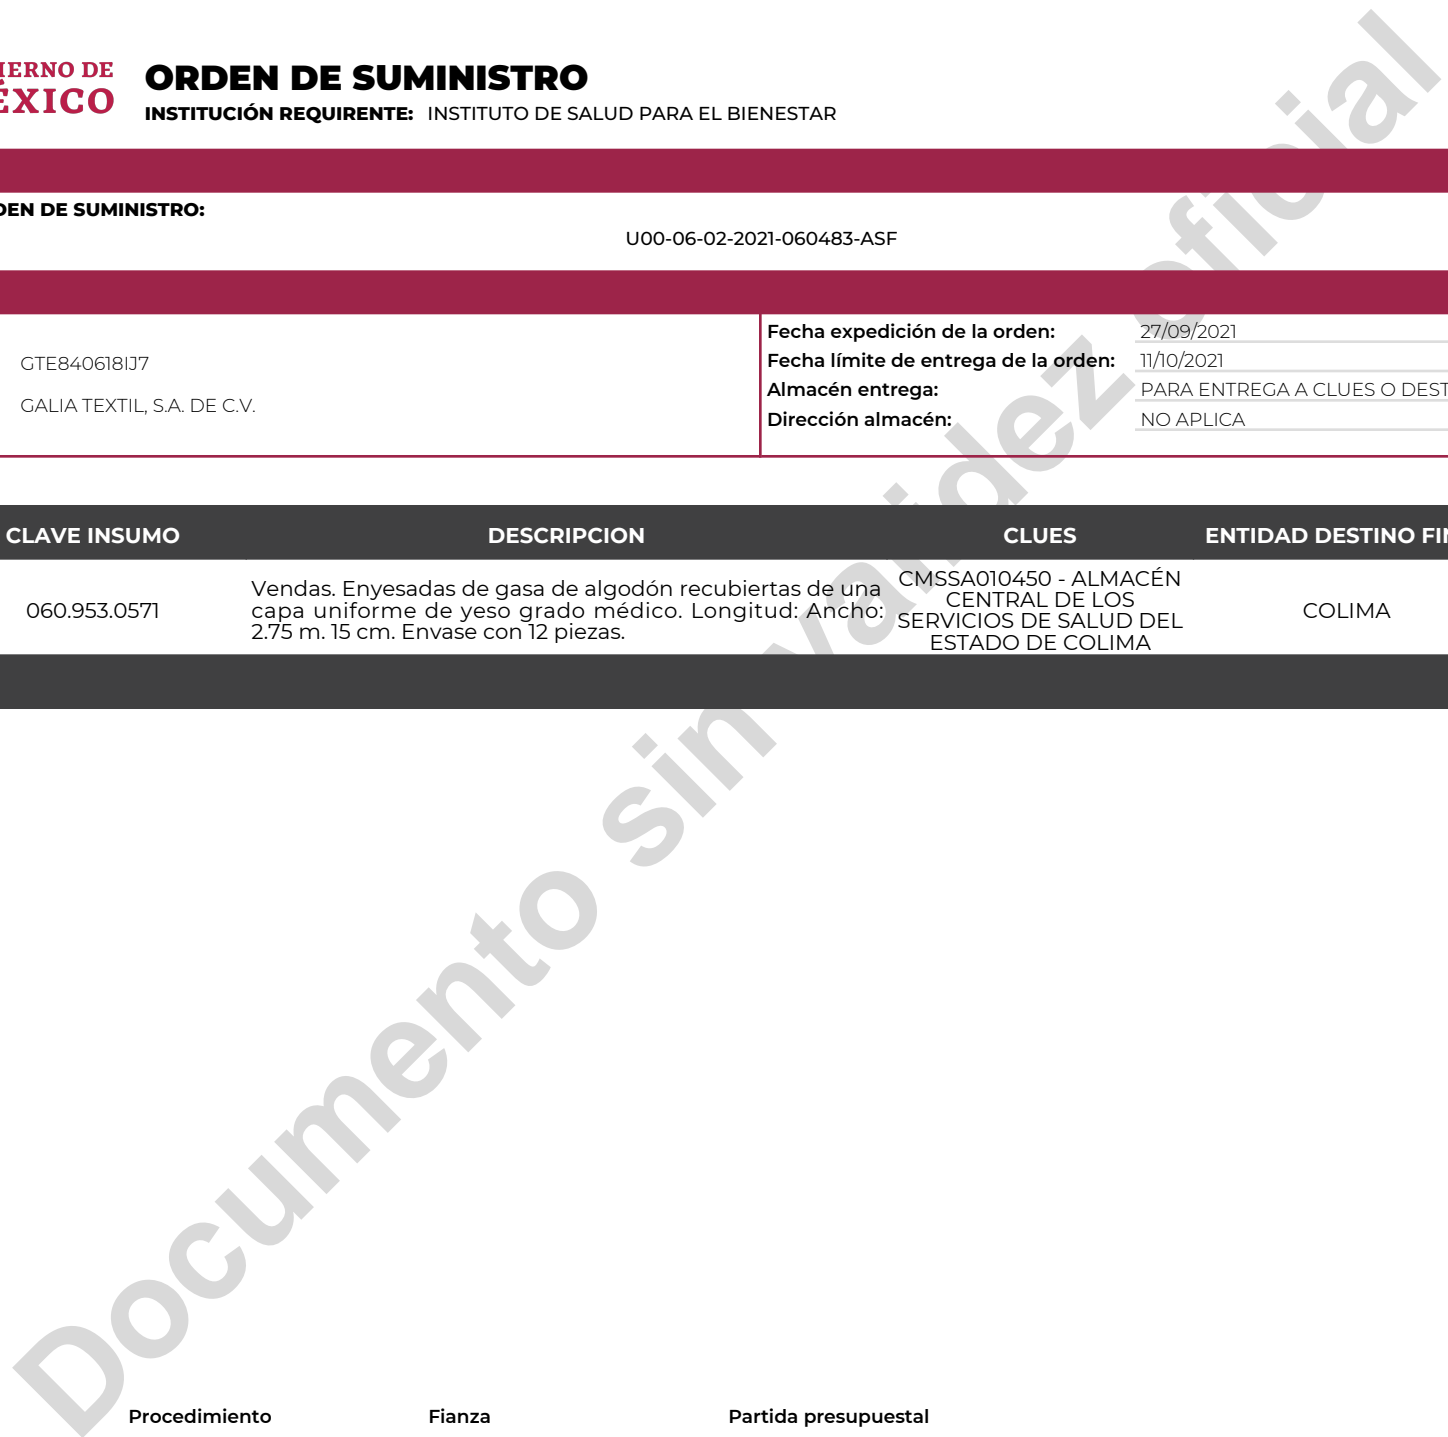 IERNO DE
ÉXICO
ORDEN DE SUMINISTRO
INSTITUCIÓN REQUIRENTE: INSTITUTO DE SALUD PARA EL BIENESTAR
DEN DE SUMINISTRO:
U00-06-02-2021-060483-ASF
GTE840618IJ7
GALIA TEXTIL, S.A. DE C.V.
Fecha expedición de la orden: 27/09/2021
Fecha límite de entrega de la orden: 11/10/2021
Almacén entrega: PARA ENTREGA A CLUES O DEST
Dirección almacén: NO APLICA
CLAVE INSUMO DESCRIPCION CLUES ENTIDAD DESTINO FIN
060.953.0571
Vendas. Enyesadas de gasa de algodón recubiertas de una
capa uniforme de yeso grado médico. Longitud: Ancho:
2.75 m. 15 cm. Envase con 12 piezas.
CMSSA010450 - ALMACÉN
CENTRAL DE LOS
SERVICIOS DE SALUD DEL
ESTADO DE COLIMA
COLIMA
Documento sin validez oficial
Procedimiento Fianza Partida presupuestal